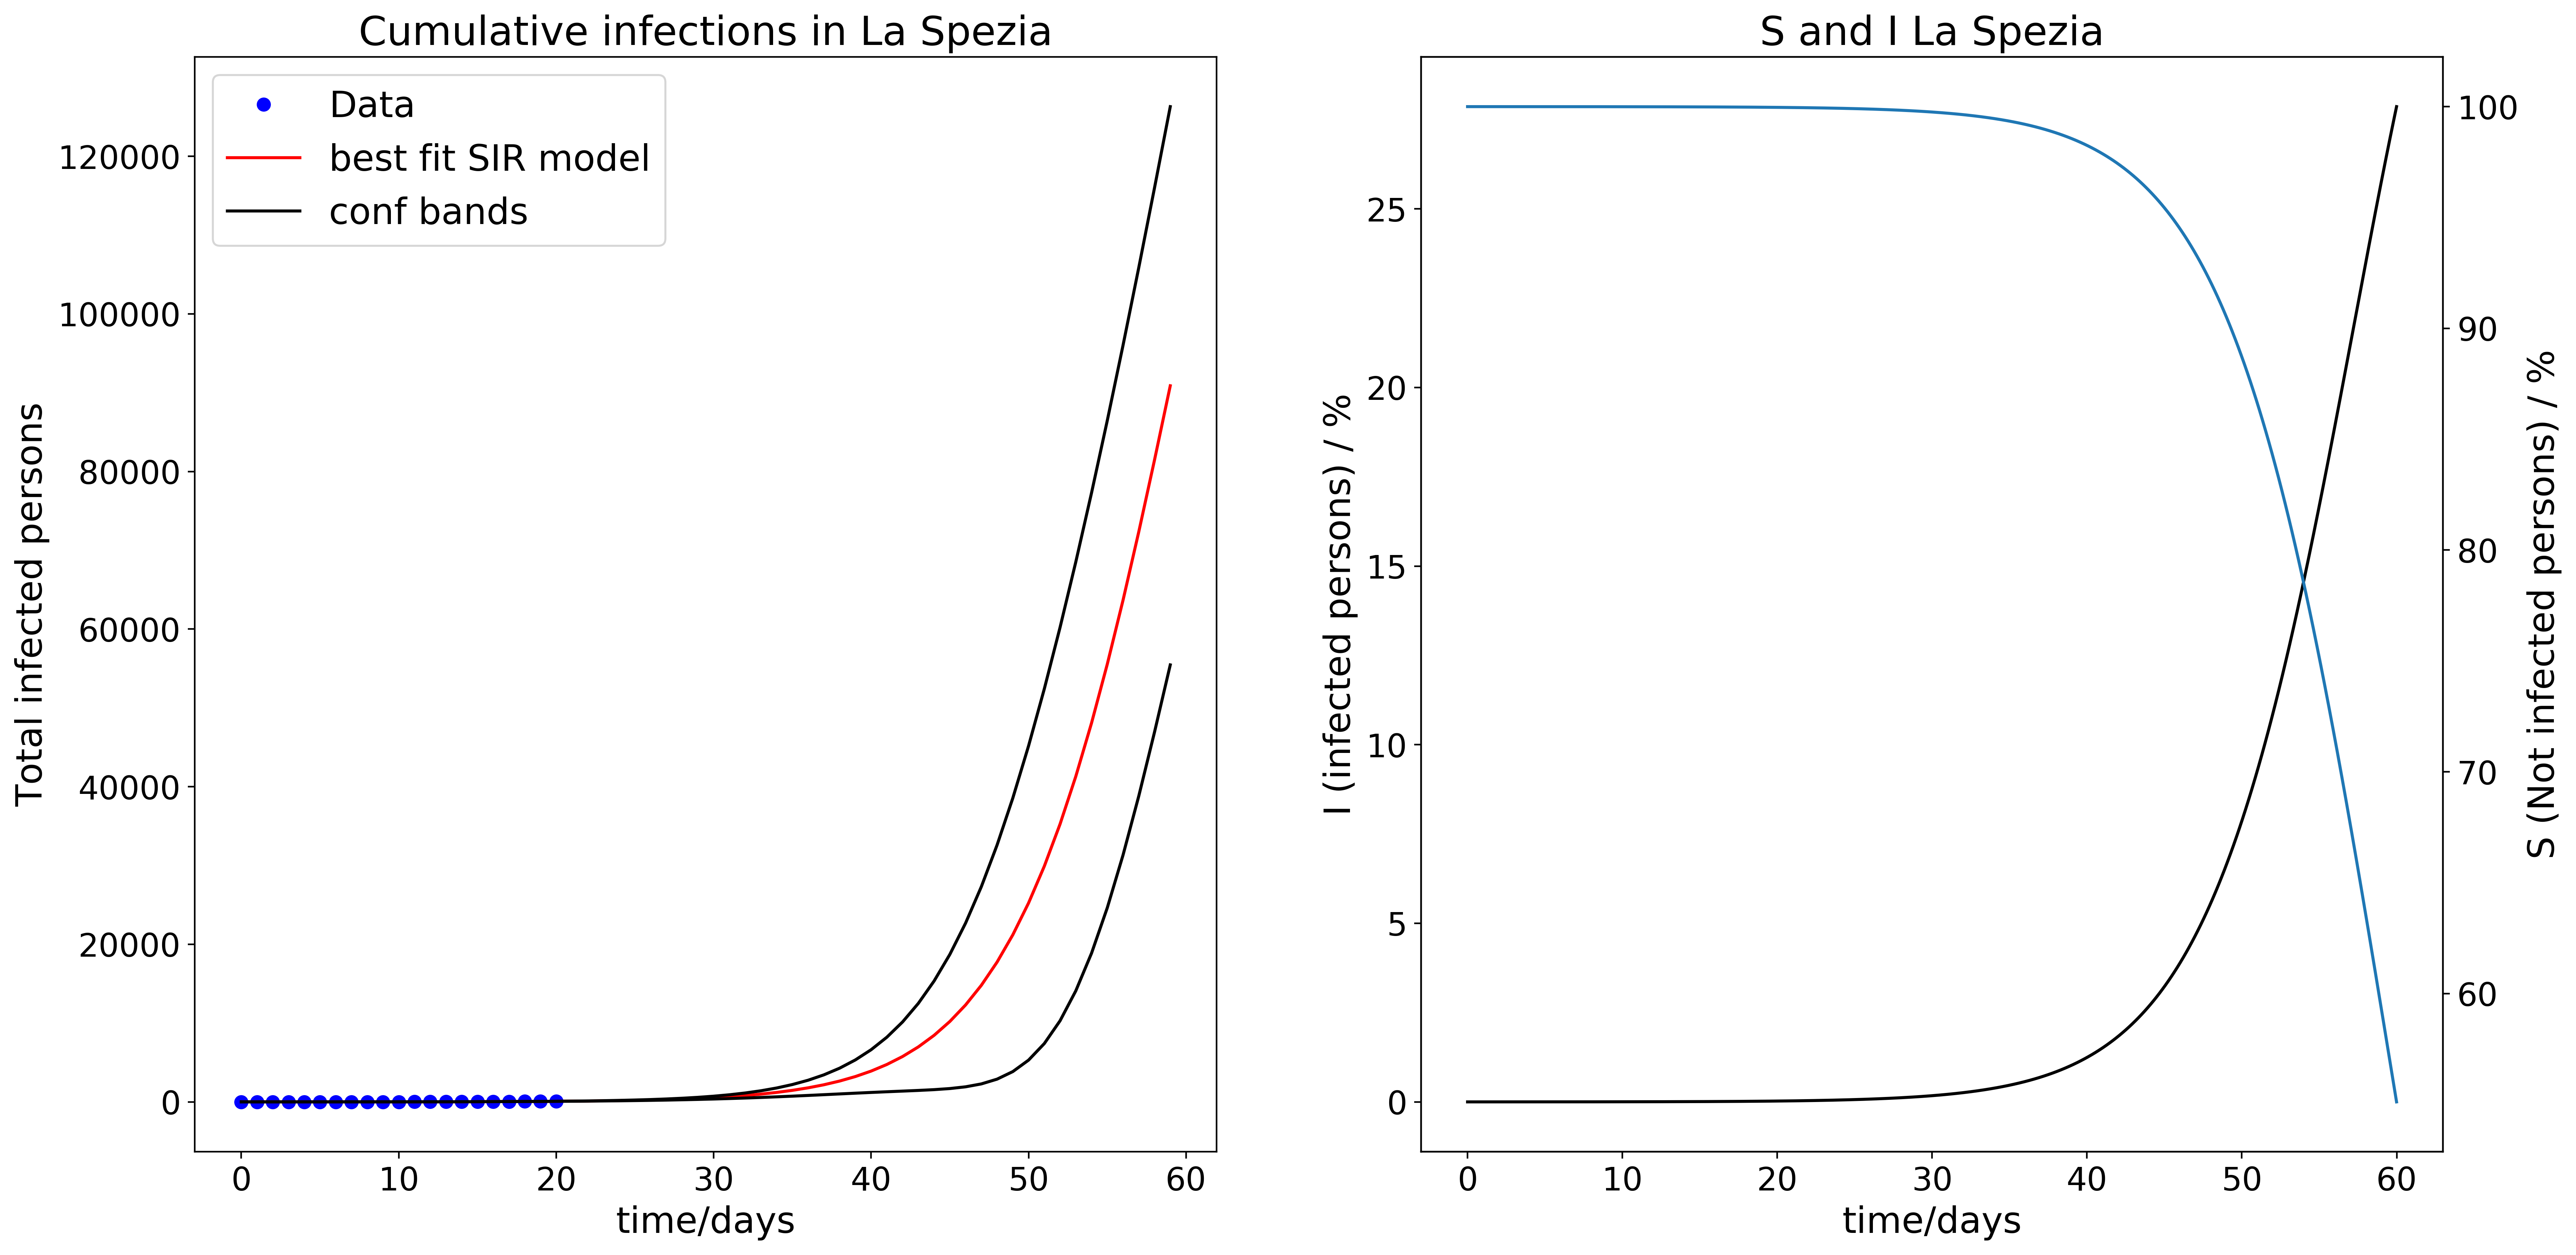 Cumulative infections in La Spezia
Data
best fit SIR model
conf bands
Total infected persons
120000
100000
80000
60000
40000
20000
0
0 10 20 30 40 50 60
time/days
S and I La Spezia
I (infected persons) / %
25
20
15
10
5
0
0 10 20 30 40 50 60
time/days
100
90
80
70
60
S (Not infected persons) / %